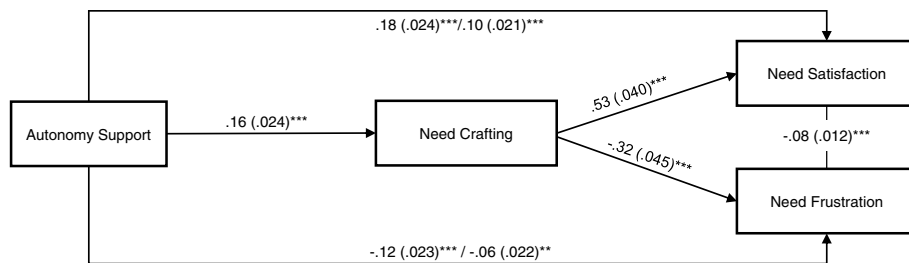 .18 (.024)***/.10 (.021)***
Need Satisfaction
.53 (.040)***
Autonomy Support
.16 (.024)***
Need Crafting
-.08 (.012)***
-.32 (.045)***
Need Frustration
-.12 (.023)*** / -.06 (.022)**